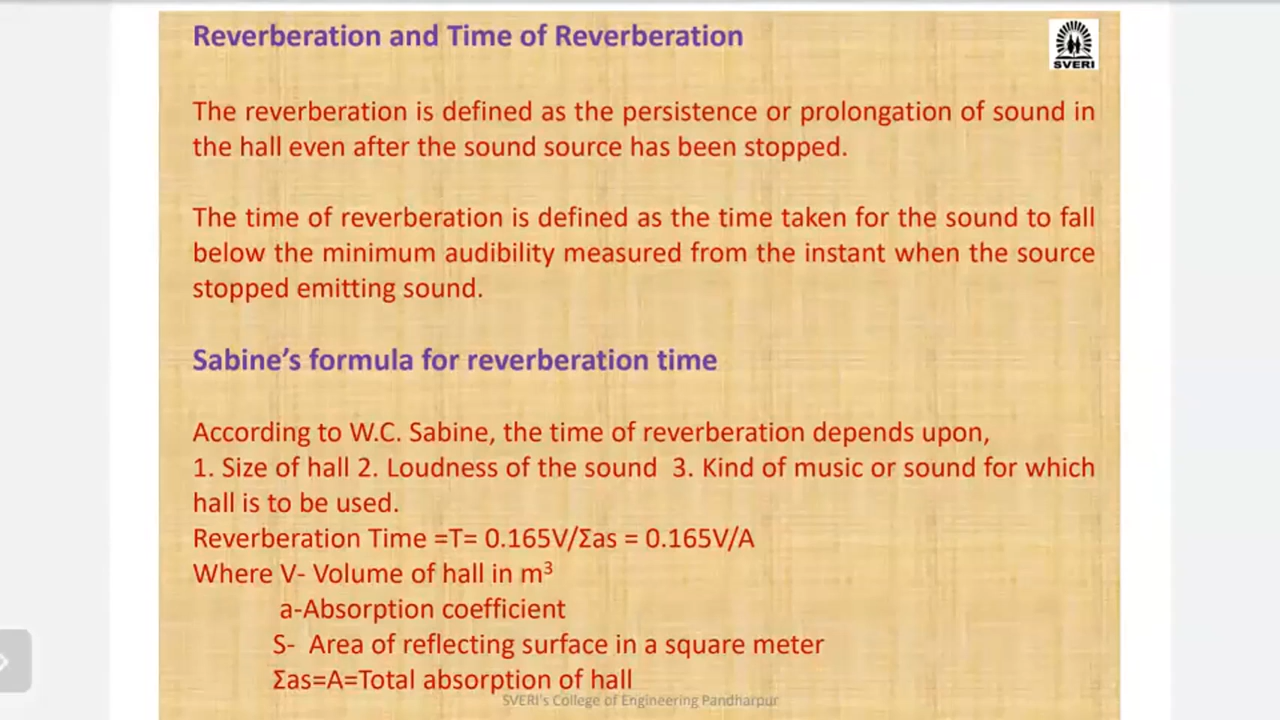 Reverberation and Time of Reverberation
SVERI
The reverberation is defined as the persistence or prolongation of sound in
the hall even after the sound source has been stopped.
The time of reverberation is defined as the time taken for the sound to fall
below the minimum audibility measured from the instant when the source
stopped emitting sound.
Sabine’s formula for reverberation time
According to W.C. Sabine, the time of reverberation depends upon,
1. Size of hall 2. Loudness of the sound 3. Kind of music or sound for which
hall is to be used.
Reverberation Time =T= 0.165V/Σas = 0.165V/A
Where V- Volume of hall in m³
a-Absorption coefficient
S- Area of reflecting surface in a square meter
Σas=A=Total absorption of hall
SVERI's College of Engineering Pandharpur